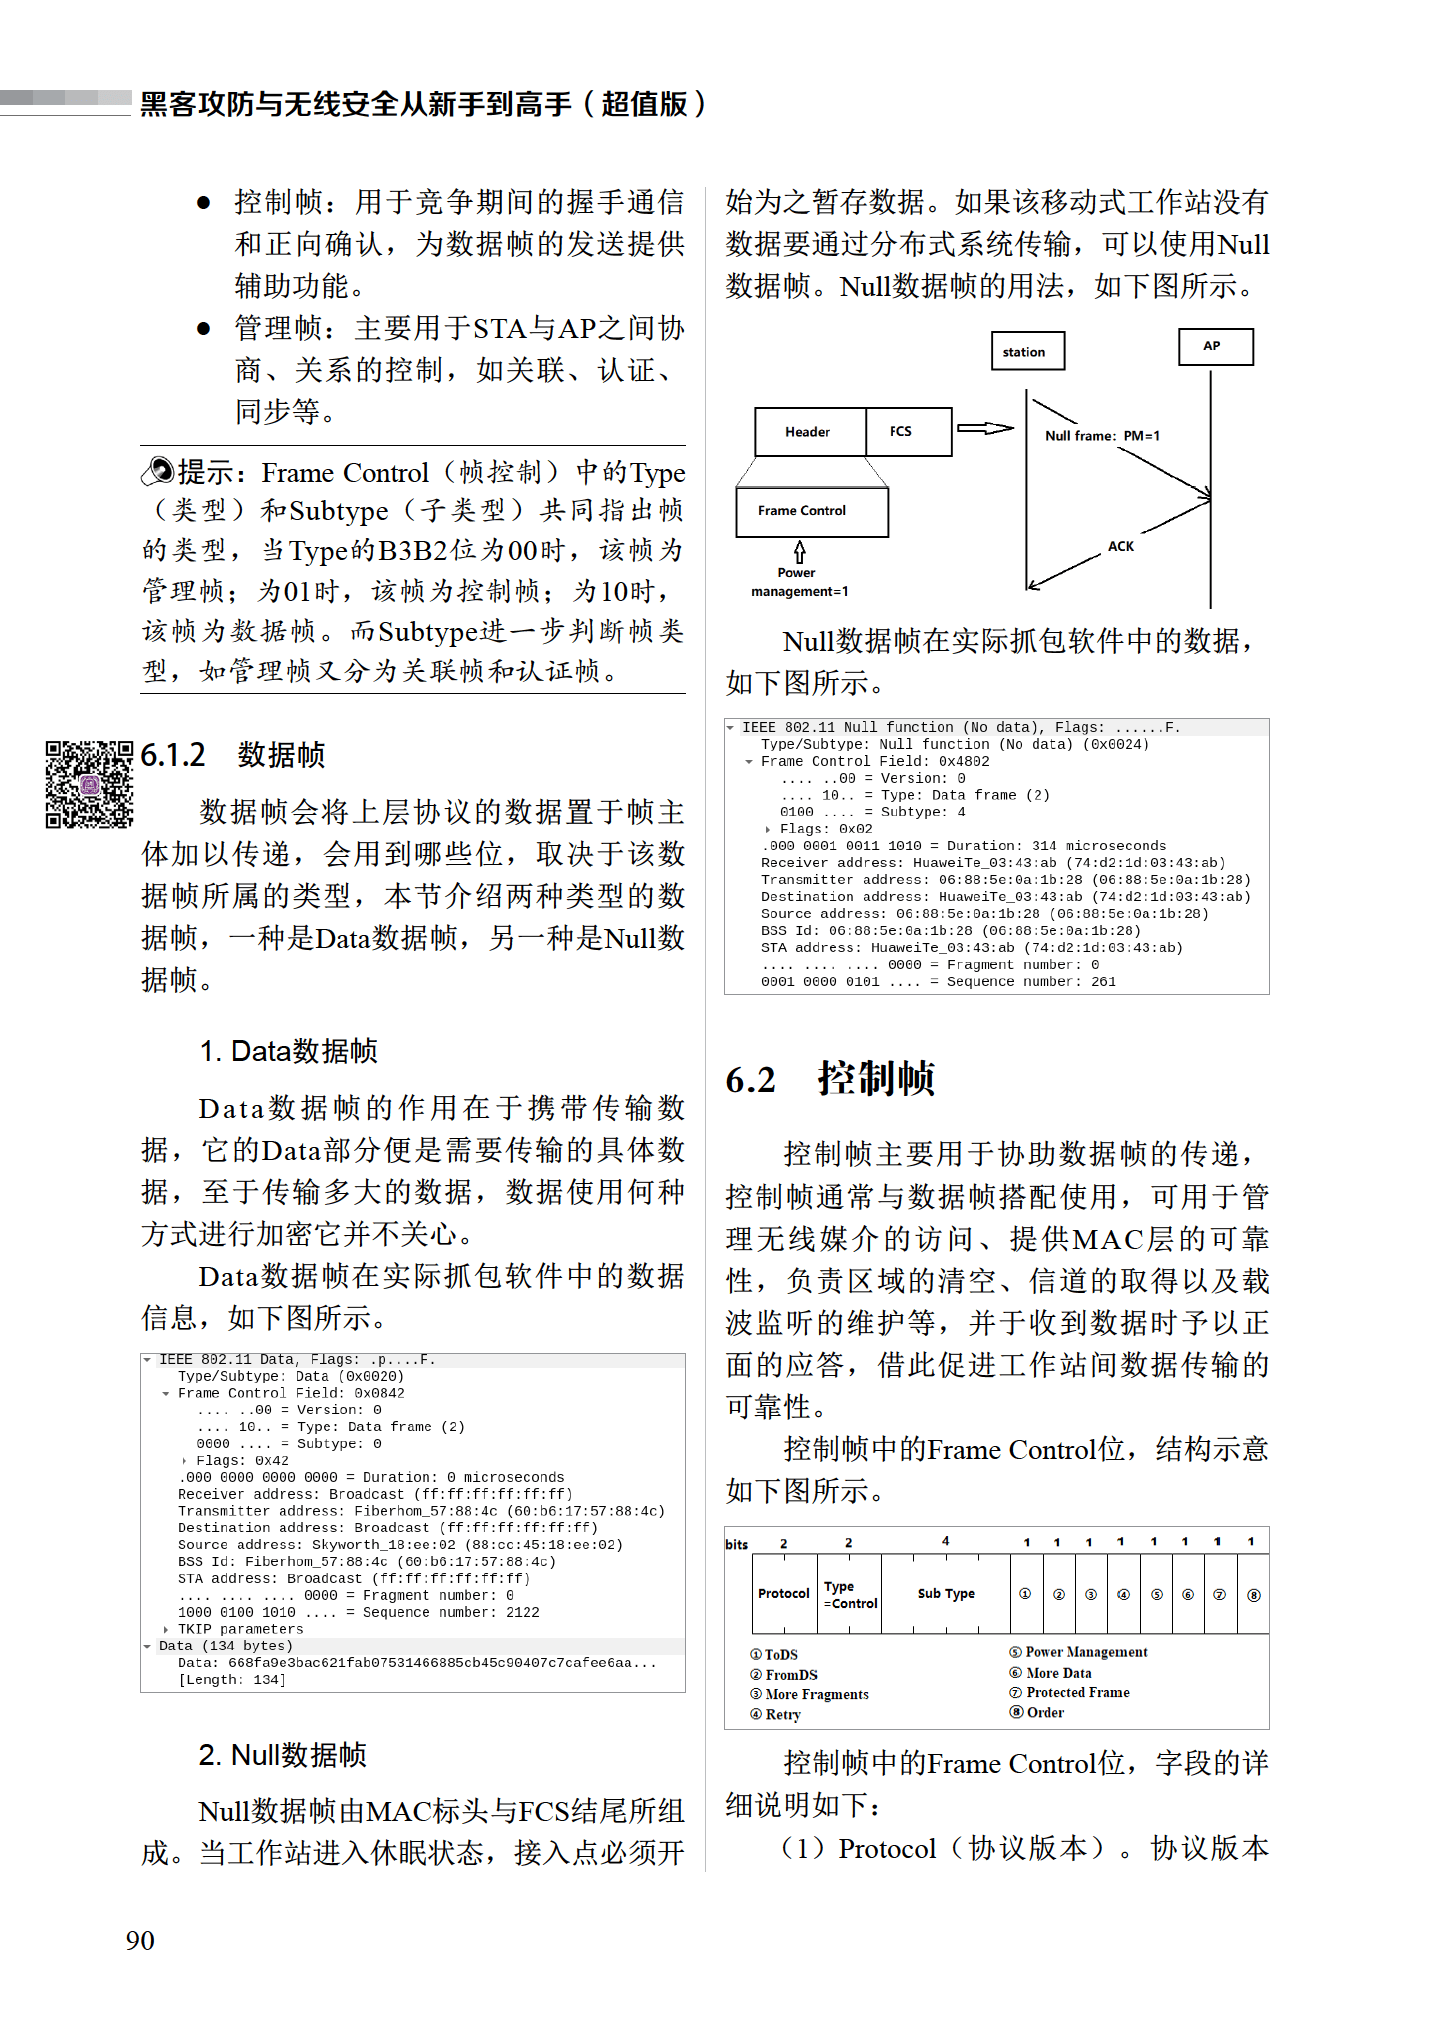 黑客攻防与无线安全从新手到高手（超值版）
● 控制帧：用于竞争期间的握手通信
和正向确认，为数据帧的发送提供
辅助功能。
● 管理帧：主要用于STA与AP之间协
商、关系的控制，如关联、认证、
同步等。
提示：Frame Control（帧控制）中的Type
（类型）和Subtype（子类型）共同指出帧
的类型，当Type的B3B2位为00时，该帧为
管理帧；为01时，该帧为控制帧；为10时，
该帧为数据帧。而Subtype进一步判断帧类
型，如管理帧又分为关联帧和认证帧。
6.1.2 数据帧
数据帧会将上层协议的数据置于帧主
体加以传递，会用到哪些位，取决于该数
据帧所属的类型，本节介绍两种类型的数
据帧，一种是Data数据帧，另一种是Null数
据帧。
1. Data数据帧
Data数据帧的作用在于携带传输数
据，它的Data部分便是需要传输的具体数
据，至于传输多大的数据，数据使用何种
方式进行加密它并不关心。
Data数据帧在实际抓包软件中的数据
信息，如下图所示。
IEEE 802.11 Data, Flags: .p....F.
Type/Subtype: Data (0x0020)
Frame Control Field: 0x0842
.... ..00 = Version: 0
.... 10.. = Type: Data frame (2)
0000 .... = Subtype: 0
Flags: 0x42
.000 0000 0000 0000 = Duration: 0 microseconds
Receiver address: Broadcast (ff:ff:ff:ff:ff:ff)
Transmitter address: Fiberhom_57:88:4c (60:b6:17:57:88:4c)
Destination address: Broadcast (ff:ff:ff:ff:ff:ff)
Source address: Skyworth_18:ee:02 (88:cc:45:18:ee:02)
BSS Id: Fiberhom_57:88:4c (60:b6:17:57:88:4c)
STA address: Broadcast (ff:ff:ff:ff:ff:ff)
.... .... .... 0000 = Fragment number: 0
1000 0100 1010 .... = Sequence number: 2122
TKIP parameters
Data (134 bytes)
Data: 668fa9e3bac621fab07531466885cb45c90407c7cafee6aa...
[Length: 134]
2. Null数据帧
Null数据帧由MAC标头与FCS结尾所组
成。当工作站进入休眠状态，接入点必须开
始为之暂存数据。如果该移动式工作站没有
数据要通过分布式系统传输，可以使用Null
数据帧。Null数据帧的用法，如下图所示。
station
AP
Header
FCS
Null frame: PM=1
Frame Control
ACK
Power
management=1
Null数据帧在实际抓包软件中的数据，
如下图所示。
IEEE 802.11 Null function (No data), Flags: ......F.
Type/Subtype: Null function (No data) (0x0024)
Frame Control Field: 0x4802
.... ..00 = Version: 0
.... 10.. = Type: Data frame (2)
0100 .... = Subtype: 4
Flags: 0x02
.000 0001 0011 1010 = Duration: 314 microseconds
Receiver address: HuaweiTe_03:43:ab (74:d2:1d:03:43:ab)
Transmitter address: 06:88:5e:0a:1b:28 (06:88:5e:0a:1b:28)
Destination address: HuaweiTe_03:43:ab (74:d2:1d:03:43:ab)
Source address: 06:88:5e:0a:1b:28 (06:88:5e:0a:1b:28)
BSS Id: 06:88:5e:0a:1b:28 (06:88:5e:0a:1b:28)
STA address: HuaweiTe_03:43:ab (74:d2:1d:03:43:ab)
.... .... .... 0000 = Fragment number: 0
0001 0000 0101 .... = Sequence number: 261
6.2 控制帧
控制帧主要用于协助数据帧的传递，
控制帧通常与数据帧搭配使用，可用于管
理无线媒介的访问、提供MAC层的可靠
性，负责区域的清空、信道的取得以及载
波监听的维护等，并于收到数据时予以正
面的应答，借此促进工作站间数据传输的
可靠性。
控制帧中的Frame Control位，结构示意
如下图所示。
bits 2 2 4 1 1 1 1 1 1 1 1
Protocol Type =Control Sub Type ① ② ③ ④ ⑤ ⑥ ⑦ ⑧
① ToDS
② FromDS
③ More Fragments
④ Retry
⑤ Power Management
⑥ More Data
⑦ Protected Frame
⑧ Order
控制帧中的Frame Control位，字段的详
细说明如下：
（1）Protocol（协议版本）。协议版本
90